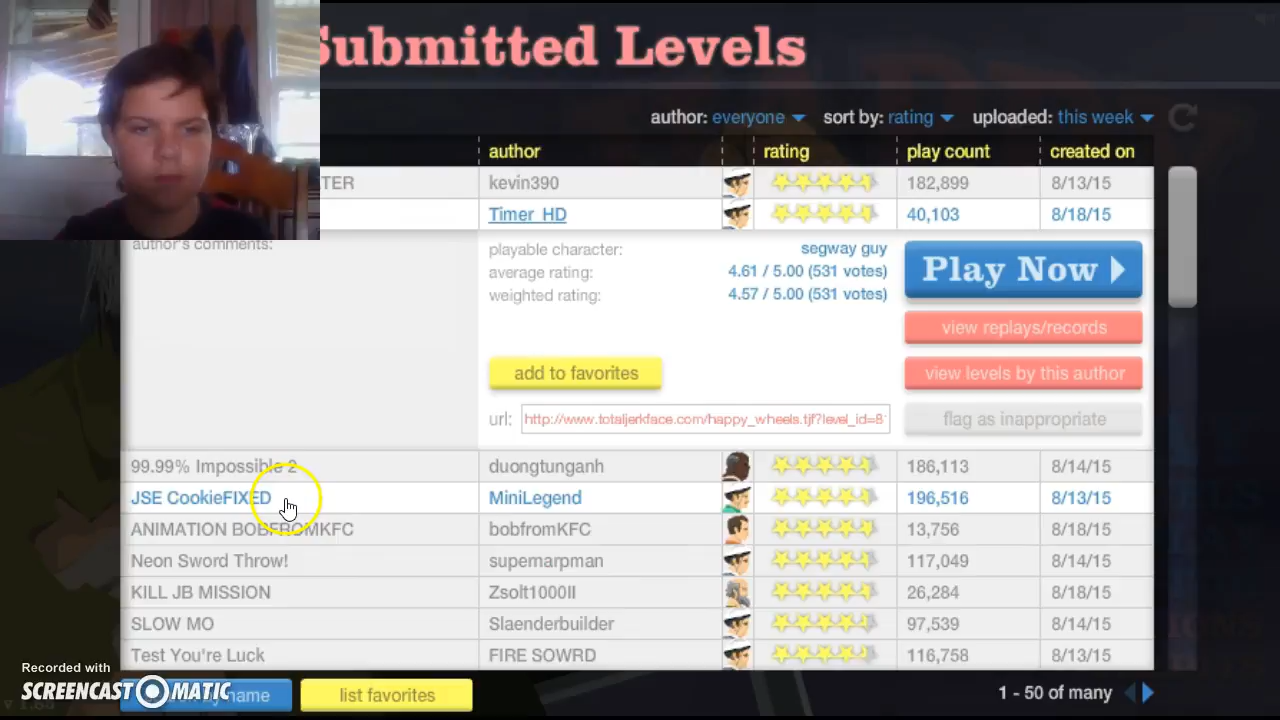 Submitted Levels
author: everyone sort by: rating uploaded: this week
author rating play count created on
TER kevin390 182,899 8/13/15
Timer HD 40,103 8/18/15
author's comments:
playable character: segway guy
average rating: 4.61 / 5.00 (531 votes)
weighted rating: 4.57 / 5.00 (531 votes)
Play Now
view replays/records
add to favorites
view levels by this author
url: http://www.totaljerkface.com/happy_wheels.tjf?level_id=8
flag as inappropriate
99.99% Impossible 2 duongtunganh 186,113 8/14/15
JSE CookieFIXED MiniLegend 196,516 8/13/15
ANIMATION BOBFROMKFC bobfromKFC 13,756 8/18/15
Neon Sword Throw! supemarpman 117,049 8/14/15
KILL JB MISSION Zsolt1000II 26,284 8/18/15
SLOW MO Slaenderbuilder 97,539 8/14/15
Test You're Luck FIRE SOWRD 116,758 8/13/15
Recorded with
SCREENCAST MATIC
name
list favorites
1 - 50 of many